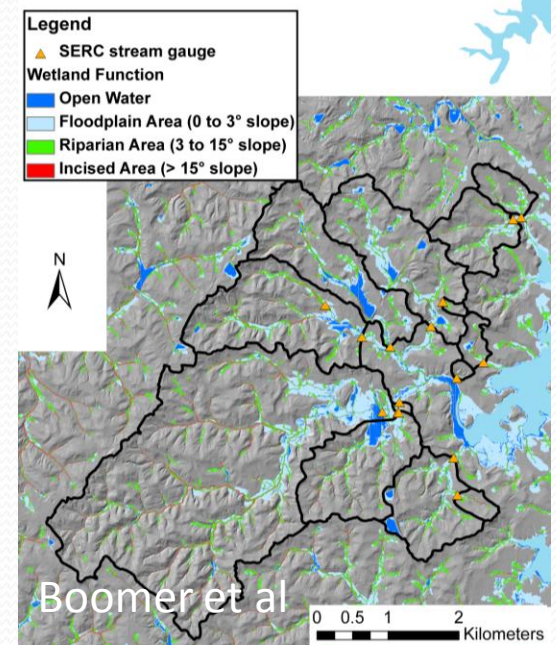 Legend
SERC stream gauge
Wetland Function
Open Water
Floodplain Area (0 to 3° slope)
Riparian Area (3 to 15° slope)
Incised Area (> 15° slope)
N
Boomer et al
0 0.5 1 2
Kilometers